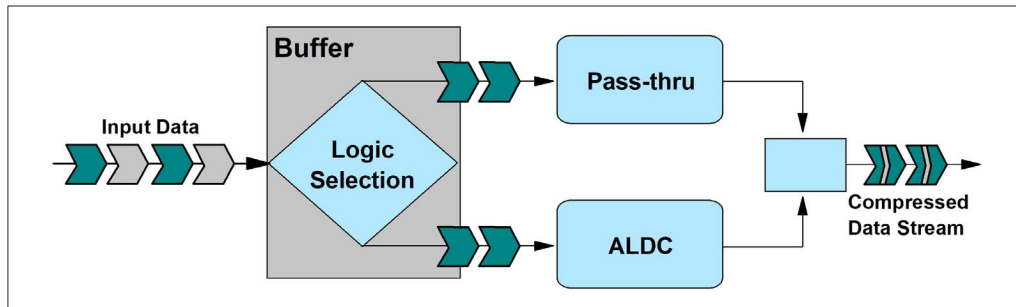 Buffer
Input Data
Logic
Selection
Pass-thru
ALDC
Compressed
Data Stream